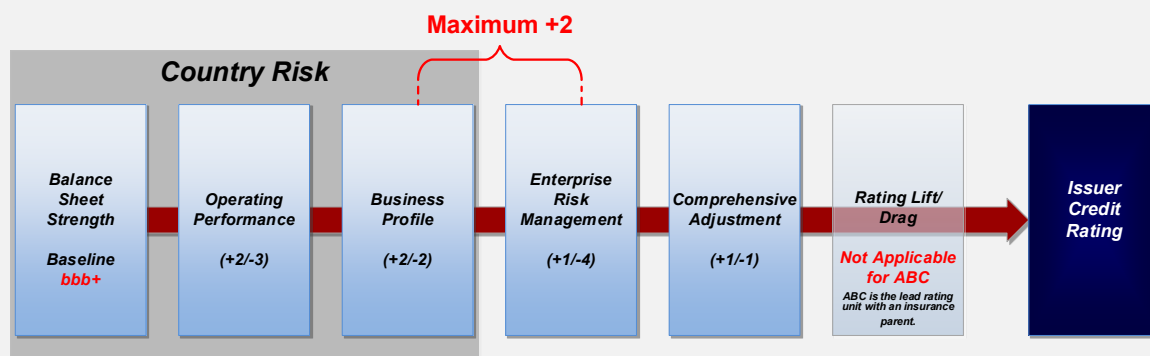 Maximum +2
Country Risk
Balance
Sheet
Strength
Baseline
bbb+
Operating
Performance
(+2/-3)
Business
Profile
(+2/-2)
Enterprise
Risk
Management
(+1/-4)
Comprehensive
Adjustment
(+1/-1)
Rating Lift/
Drag
Not Applicable
for ABC
ABC is the lead rating
unit with an insurance
parent.
Issuer
Credit
Rating